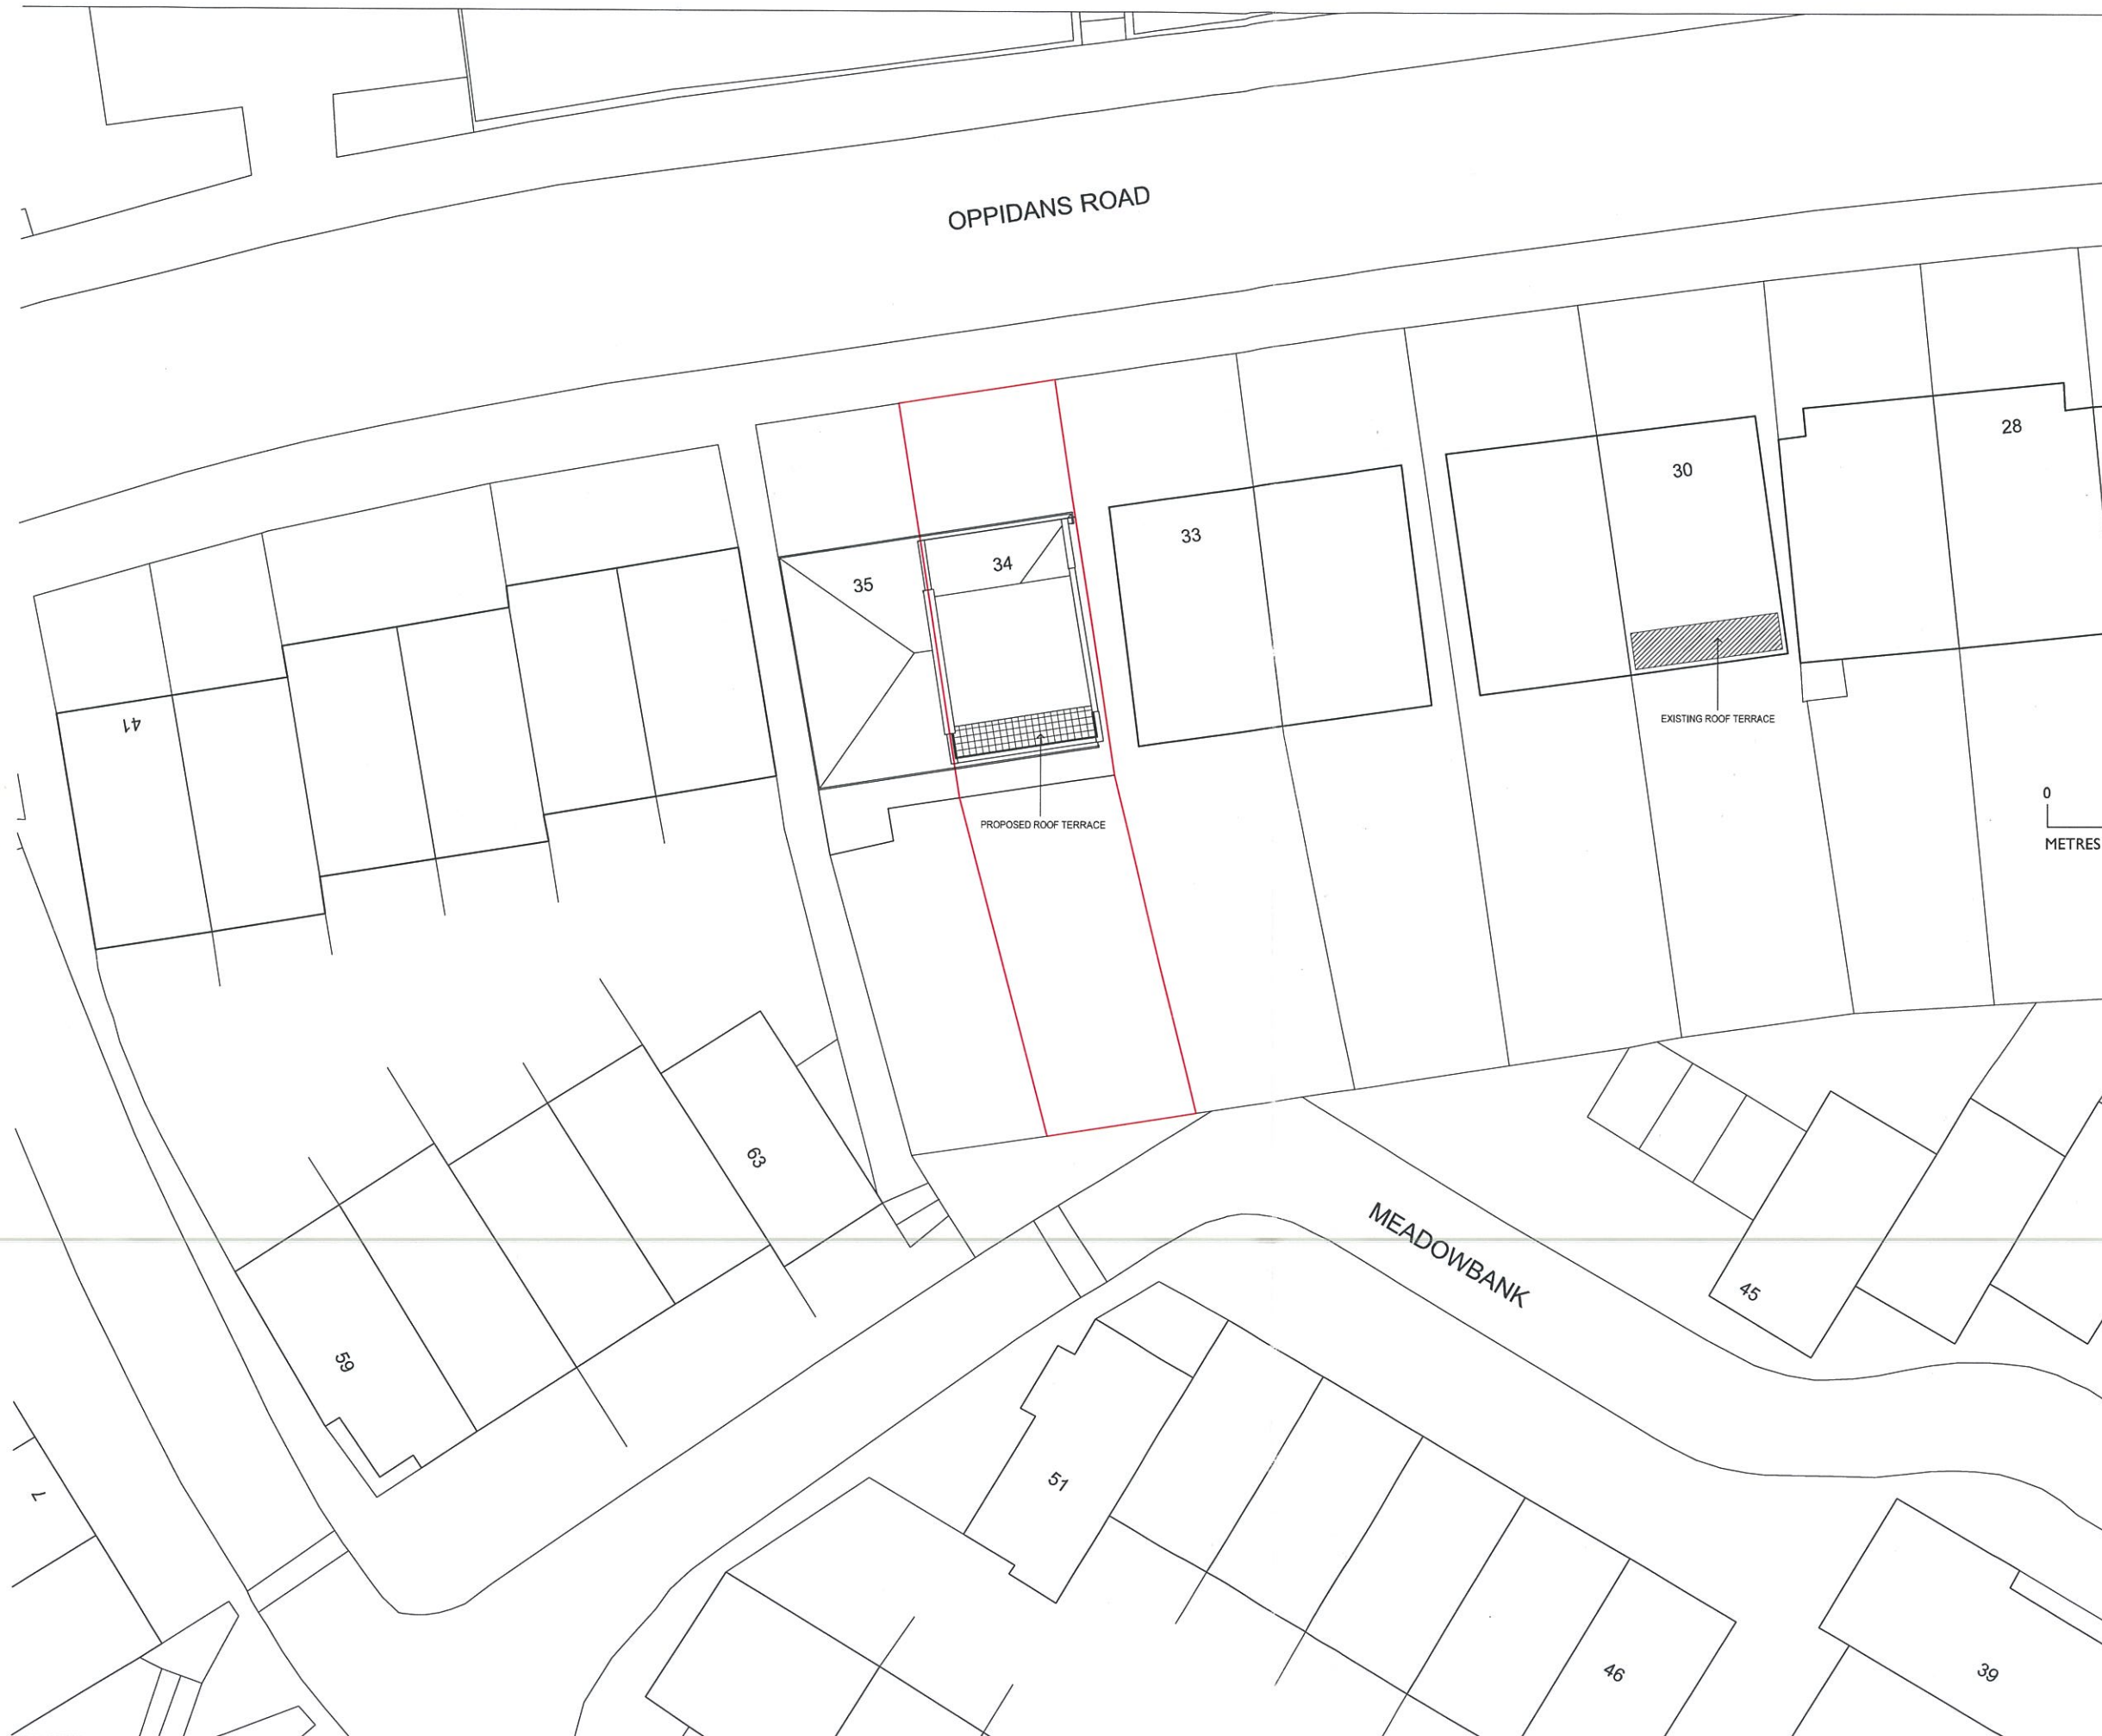 OPPIDANS ROAD
28
30
33
34
35
41
EXISTING ROOF TERRACE
0
METRES
PROPOSED ROOF TERRACE
63
MEADOWBANK
45
59
51
7
46
39